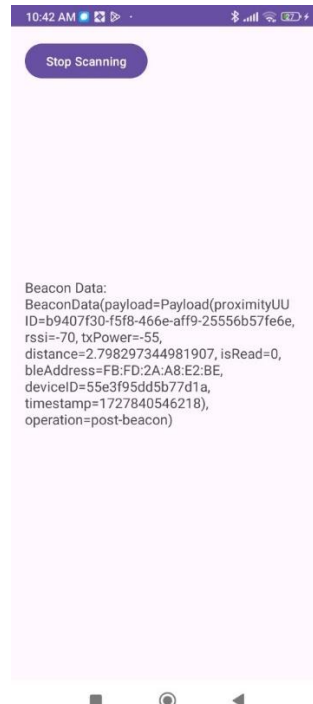 10:42 AM
Stop Scanning
Beacon Data:
BeaconData(payload=Payload(proximityUU
ID=b9407f30-f5f8-466e-aff9-25556b57fe6e,
rssi=-70, txPower=-55,
distance=2.798297344981907, isRead=0,
bleAddress=FB:FD:2A:A8:E2:BE,
deviceID=55e3f95dd5b77d1a,
timestamp=1727840546218),
operation=post-beacon)